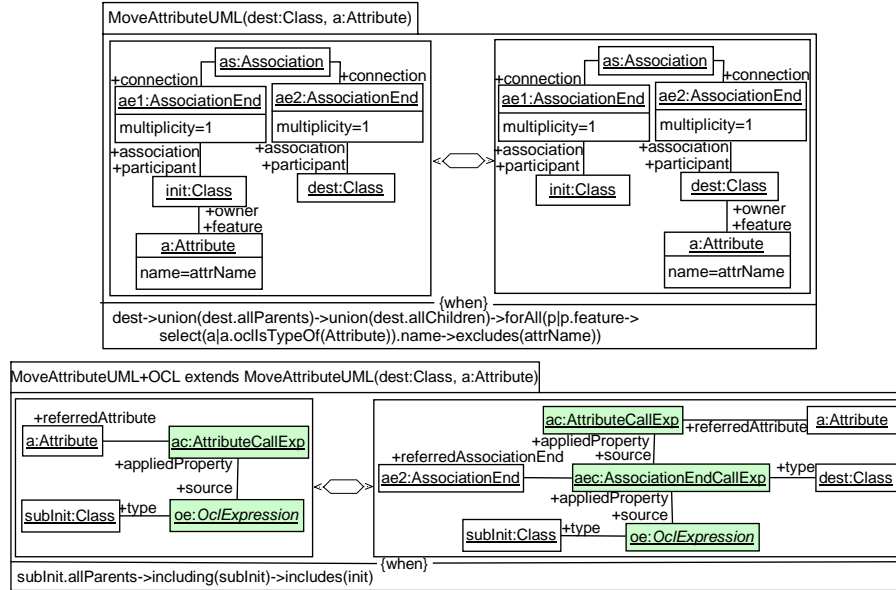 MoveAttributeUML(dest:Class, a:Attribute)
as:Association
+connection
+connection
ae1:AssociationEnd
multiplicity=1
ae2:AssociationEnd
multiplicity=1
+association
+participant
+association
+participant
init:Class
dest:Class
+owner
+feature
a:Attribute
name=attrName
as:Association
+connection
+connection
ae1:AssociationEnd
multiplicity=1
ae2:AssociationEnd
multiplicity=1
+association
+participant
+association
+participant
init:Class
dest:Class
+owner
+feature
a:Attribute
name=attrName
{when}
dest->union(dest.allParents)->union(dest.allChildren)->forAll(p|p.feature->
select(a|a.oclIsTypeOf(Attribute)).name->excludes(attrName))
MoveAttributeUML+OCL extends MoveAttributeUML(dest:Class, a:Attribute)
+referredAttribute
a:Attribute
ac:AttributeCallExp
+appliedProperty
+source
subInit:Class
+type
oe:OclExpression
ac:AttributeCallExp
+referredAttribute
a:Attribute
+appliedProperty
+source
+referredAssociationEnd
ae2:AssociationEnd
aec:AssociationEndCallExp
+type
dest:Class
+appliedProperty
+source
subInit:Class
+type
oe:OclExpression
{when}
subInit.allParents->including(subInit)->includes(init)